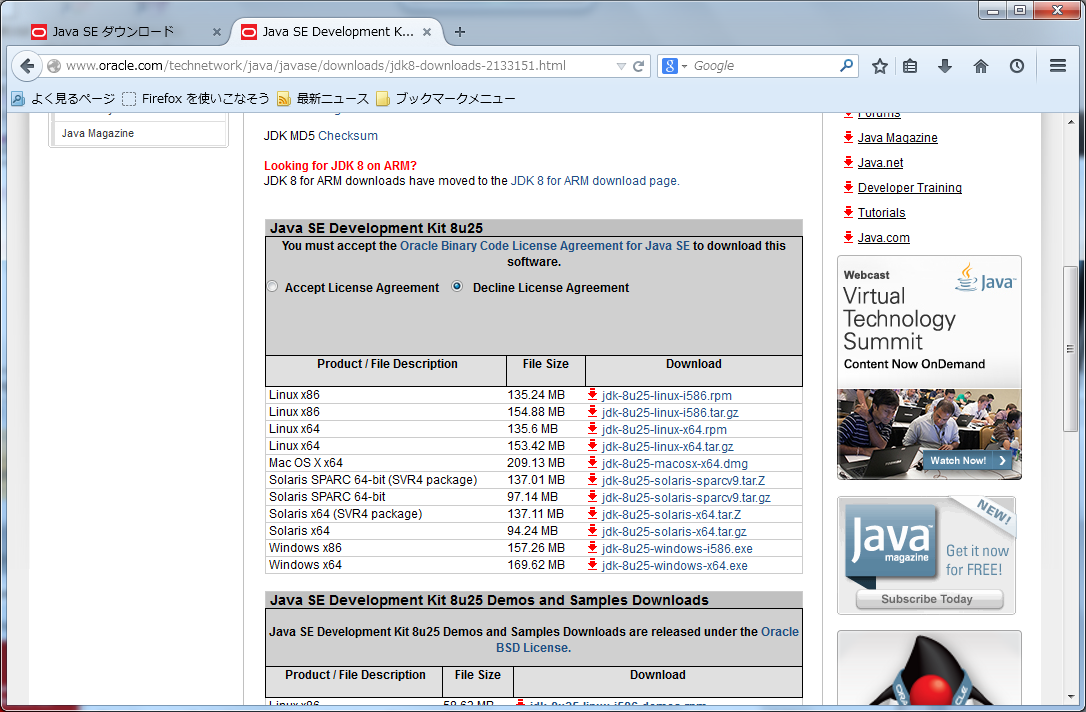 Java SE ダウンロード
Java SE Development K...
www.oracle.com/technetwork/java/javase/downloads/jdk8-downloads-2133151.html
Google
よく見るページ
Firefox を使いこなそう
最新ニュース
ブックマークメニュー
Java Magazine
JDK MD5 Checksum
Looking for JDK 8 on ARM?
JDK 8 for ARM downloads have moved to the JDK 8 for ARM download page.
Java SE Development Kit 8u25
You must accept the Oracle Binary Code License Agreement for Java SE to download this
software.
Accept License Agreement
Decline License Agreement
Product / File Description File Size Download
Linux x86 135.24 MB jdk-8u25-linux-i586.rpm
Linux x86 154.88 MB jdk-8u25-linux-i586.tar.gz
Linux x64 135.6 MB jdk-8u25-linux-x64.rpm
Linux x64 153.42 MB jdk-8u25-linux-x64.tar.gz
Mac OS X x64 209.13 MB jdk-8u25-macosx-x64.dmg
Solaris SPARC 64-bit (SVR4 package) 137.01 MB jdk-8u25-solaris-sparcv9.tar.Z
Solaris SPARC 64-bit 97.14 MB jdk-8u25-solaris-sparcv9.tar.gz
Solaris x64 (SVR4 package) 137.11 MB jdk-8u25-solaris-x64.tar.Z
Solaris x64 94.24 MB jdk-8u25-solaris-x64.tar.gz
Windows x86 157.26 MB jdk-8u25-windows-i586.exe
Windows x64 169.62 MB jdk-8u25-windows-x64.exe
Java SE Development Kit 8u25 Demos and Samples Downloads
Java SE Development Kit 8u25 Demos and Samples Downloads are released under the Oracle
BSD License.
Product / File Description File Size Download
Linux x86 58.62 MB jdk-8u25-linux-i586-demos.rpm
Forums
Java Magazine
Java.net
Developer Training
Tutorials
Java.com
Webcast
Java
Virtual
Technology
Summit
Content Now OnDemand
Watch Now!
NEW!
Java
magazine
Get it now
for FREE!
Subscribe Today
ORACLE